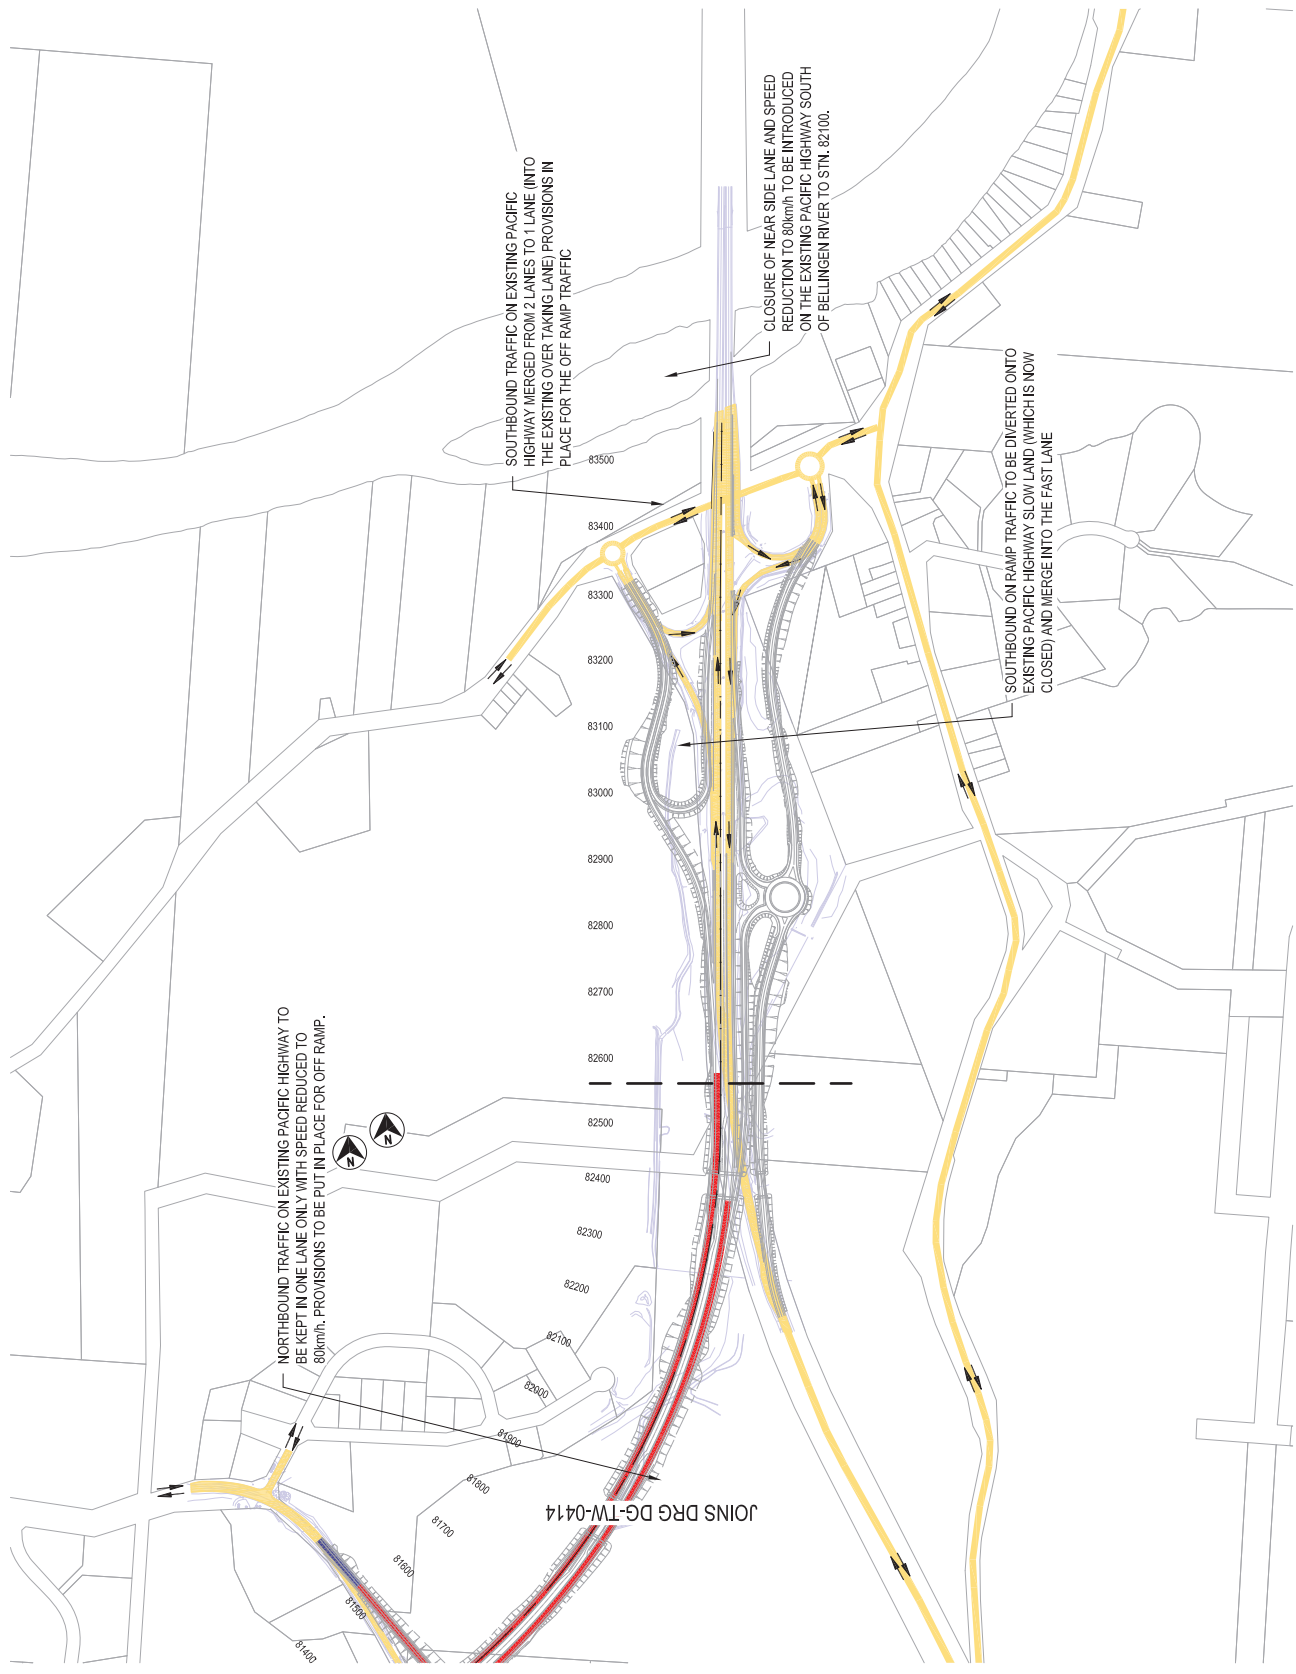 SOUTHBOUND TRAFFIC ON EXISTING PACIFIC
HIGHWAY MERGED FROM 2 LANES TO 1 LANE (INTO
THE EXISTING OVER TAKING LANE) PROVISIONS IN
PLACE FOR THE OFF RAMP TRAFFIC
CLOSURE OF NEAR SIDE LANE AND SPEED
REDUCTION TO 80km/h TO BE INTRODUCED
ON THE EXISTING PACIFIC HIGHWAY SOUTH
OF BELLINGEN RIVER TO STN. 82100.
SOUTHBOUND ON RAMP TRAFFIC TO BE DIVERTED ONTO
EXISTING PACIFIC HIGHWAY SLOW LAND (WHICH IS NOW
CLOSED) AND MERGE INTO THE FAST LANE
NORTHBOUND TRAFFIC ON EXISTING PACIFIC HIGHWAY TO
BE KEPT IN ONE LANE ONLY WITH SPEED REDUCED TO
80km/h. PROVISIONS TO BE PUT IN PLACE FOR OFF RAMP.
N
N
83500
83400
83300
83200
83100
83000
82900
82800
82700
82600
82500
82400
82300
82200
82100
82000
81900
81800
81700
81600
81500
81400
JOINS DRG DG-TW-0414